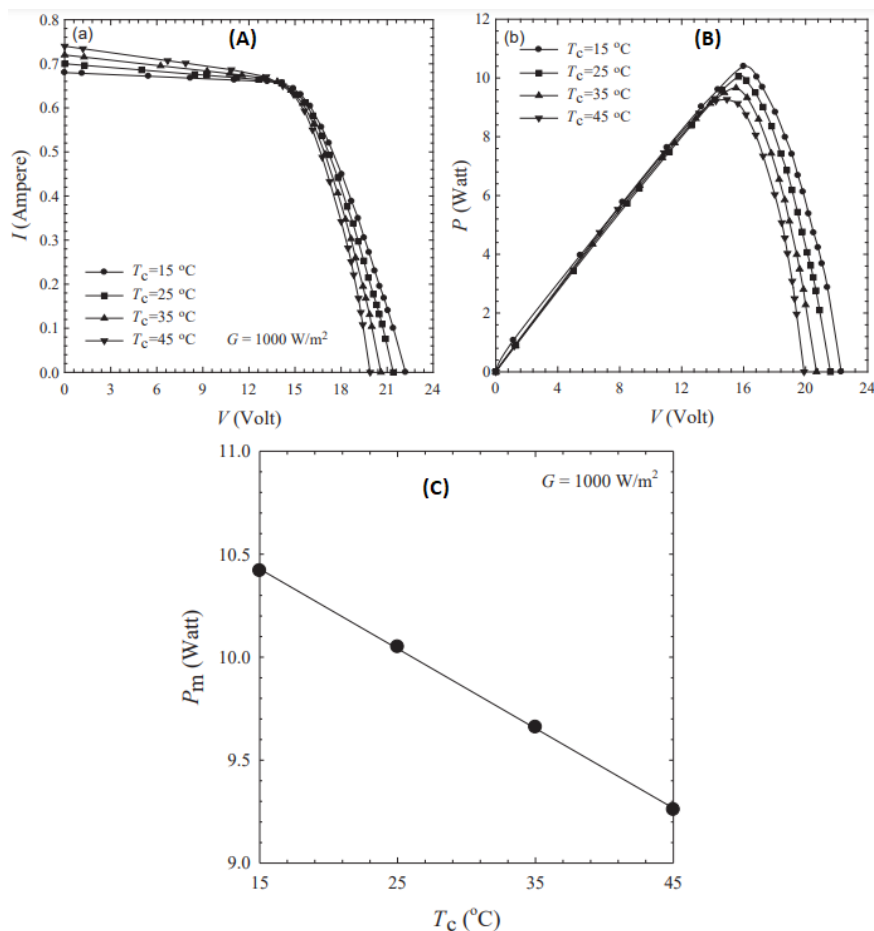 (a)
(A)
0.8
0.7
0.6
0.5
0.4
0.3
0.2
0.1
0.0
I (Ampere)
Tc=15 °C
Tc=25 °C
Tc=35 °C
Tc=45 °C
G = 1000 W/m²
0 3 6 9 12 15 18 21 24
V (Volt)
(b)
(B)
12
10
8
6
4
2
0
P (Watt)
Tc=15 °C
Tc=25 °C
Tc=35 °C
Tc=45 °C
0 4 8 12 16 20 24
V (Volt)
(C)
G = 1000 W/m²
11.0
10.5
10.0
9.5
9.0
Pm (Watt)
15 25 35 45
Tc (°C)